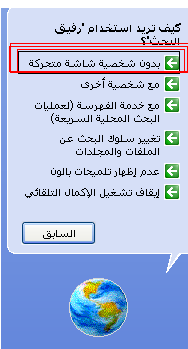 كيف تريد استخدام "رفيق
البحث"؟
بدون شخصية شاشة متحركة
مع شخصية أخرى
مع خدمة الفهرسة (لعمليات
البحث المحلية السريعة)
تغيير سلوك البحث عن
الملفات والمجلدات
عدم إظهار تلميحات بالون
إيقاف تشغيل الإكمال التلقائي
السابق